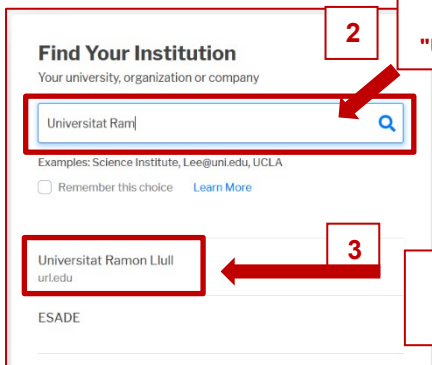 2
"
Find Your Institution
Your university, organization or company
Universitat Ram
Examples: Science Institute, Lee@uni.edu, UCLA
Remember this choice Learn More
3
Universitat Ramon Llull
url.edu
ESADE